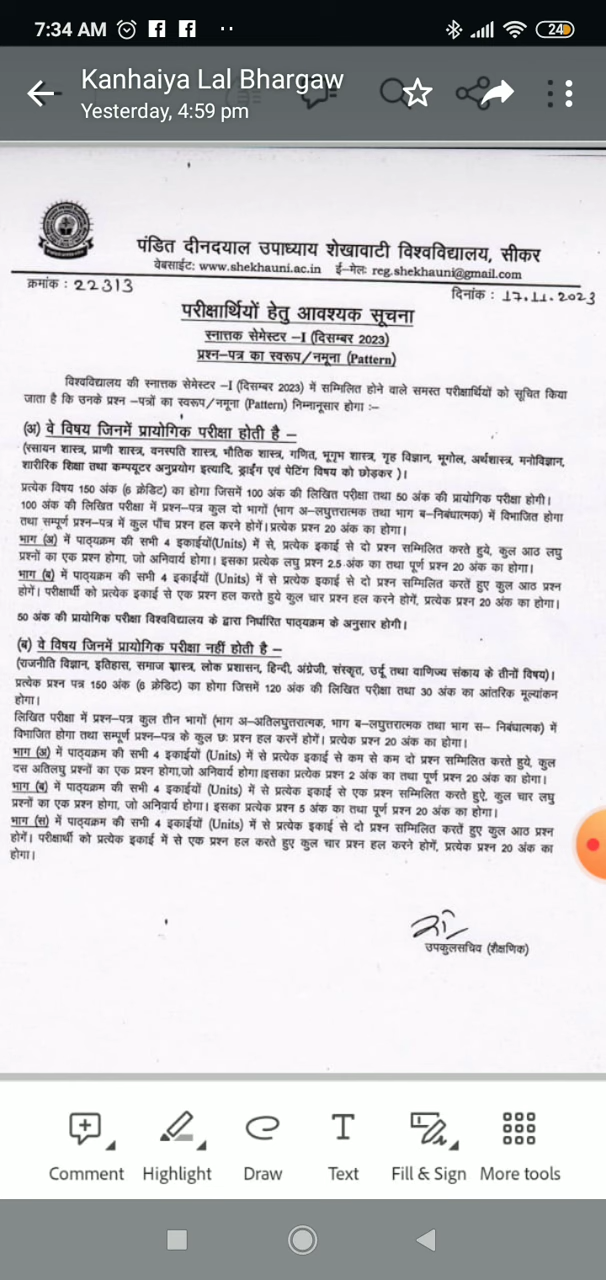 7:34 AM
24
Kanhaiya Lal Bhargaw
Yesterday, 4:59 pm
पंडित दीनदयाल उपाध्याय शेखावाटी विश्वविद्यालय, सीकर
वेबसाईट: www.shekhauni.ac.in ई–मेलः reg.shekhauni@gmail.com
क्रमांक : 22313
दिनांक : 17.11.2023
परीक्षार्थियों हेतु आवश्यक सूचना
स्नात्तक सेमेस्टर –I (दिसम्बर 2023)
प्रश्न–पत्र का स्वरूप/नमूना (Pattern)
विश्वविद्यालय की स्नात्तक सेमेस्टर –I (दिसम्बर 2023) में सम्मिलित होने वाले समस्त परीक्षार्थियों को सूचित किया
जाता है कि उनके प्रश्न –पत्रों का स्वरूप/नमूना (Pattern) निम्नानुसार होगा :–
(अ) वे विषय जिनमें प्रायोगिक परीक्षा होती है –
(रसायन शास्त्र, प्राणी शास्त्र, वनस्पति शास्त्र, भौतिक शास्त्र, गणित, भूगृभ शास्त्र, गृह विज्ञान, भूगोल, अर्थशास्त्र, मनोविज्ञान,
शारीरिक शिक्षा तथा कम्प्यूटर अनुप्रयोग इत्यादि, ड्राईंग एवं पेटिंग विषय को छोड़कर )।
प्रत्येक विषय 150 अंक (6 क्रेडिट) का होगा जिसमें 100 अंक की लिखित परीक्षा तथा 50 अंक की प्रायोगिक परीक्षा होगी।
100 अंक की लिखित परीक्षा में प्रश्न–पत्र कुल दो भागों (भाग अ–लघुत्तरात्मक तथा भाग ब–निबंधात्मक) में विभाजित होगा
तथा सम्पूर्ण प्रश्न–पत्र में कुल पाँच प्रश्न हल करने होगें। प्रत्येक प्रश्न 20 अंक का होगा।
भाग (अ) में पाठ्यक्रम की सभी 4 इकाईयों(Units) में से, प्रत्येक इकाई से दो प्रश्न सम्मिलित करते हुये, कुल आठ लघु
प्रश्नों का एक प्रश्न होगा, जो अनिवार्य होगा। इसका प्रत्येक लघु प्रश्न 2.5 अंक का तथा पूर्ण प्रश्न 20 अंक का होगा।
भाग (ब) में पाठ्यक्रम की सभी 4 इकाईयों (Units) में से प्रत्येक इकाई से दो प्रश्न सम्मिलित करतें हुए कुल आठ प्रश्न
होगें। परीक्षार्थी को प्रत्येक इकाई से एक प्रश्न हल करते हुये कुल चार प्रश्न हल करने होगें, प्रत्येक प्रश्न 20 अंक का होगा।
50 अंक की प्रायोगिक परीक्षा विश्वविद्यालय के द्वारा निर्धारित पाठ्यक्रम के अनुसार होगी।
(ब) वे विषय जिनमें प्रायोगिक परीक्षा नहीं होती है –
(राजनीति विज्ञान, इतिहास, समाज शास्त्र, लोक प्रशासन, हिन्दी, अंग्रेजी, संस्कृत, उर्दू तथा वाणिज्य संकाय के तीनों विषय)।
प्रत्येक प्रश्न पत्र 150 अंक (6 क्रेडिट) का होगा जिसमें 120 अंक की लिखित परीक्षा तथा 30 अंक का आंतरिक मूल्यांकन
होगा।
लिखित परीक्षा में प्रश्न–पत्र कुल तीन भागों (भाग अ–अतिलघुत्तरात्मक, भाग ब–लघुत्तरात्मक तथा भाग स– निबंधात्मक) में
विभाजित होगा तथा सम्पूर्ण प्रश्न–पत्र के कुल छः प्रश्न हल करनें होगें। प्रत्येक प्रश्न 20 अंक का होगा।
भाग (अ) में पाठ्यक्रम की सभी 4 इकाईयों (Units) में से प्रत्येक इकाई से कम से कम दो प्रश्न सम्मिलित करते हुये, कुल
दस अतिलघु प्रश्नों का एक प्रश्न होगा,जो अनिवार्य होगा।इसका प्रत्येक प्रश्न 2 अंक का तथा पूर्ण प्रश्न 20 अंक का होगा।
भाग (ब) में पाठ्यक्रम की सभी 4 इकाईयों (Units) में से प्रत्येक इकाई से एक प्रश्न सम्मिलित करतें हुऐ, कुल चार लघु
प्रश्नों का एक प्रश्न होगा, जो अनिवार्य होगा। इसका प्रत्येक प्रश्न 5 अंक का तथा पूर्ण प्रश्न 20 अंक का होगा।
भाग (स) में पाठ्यक्रम की सभी 4 इकाईयों (Units) में से प्रत्येक इकाई से दो प्रश्न सम्मिलित करतें हुए कुल आठ प्रश्न
होगें। परीक्षार्थी को प्रत्येक इकाई में से एक प्रश्न हल करते हुए कुल चार प्रश्न हल करने होगें, प्रत्येक प्रश्न 20 अंक का
होगा।
उपकुलसचिव (शैक्षणिक)
Comment Highlight Draw Text Fill & Sign More tools